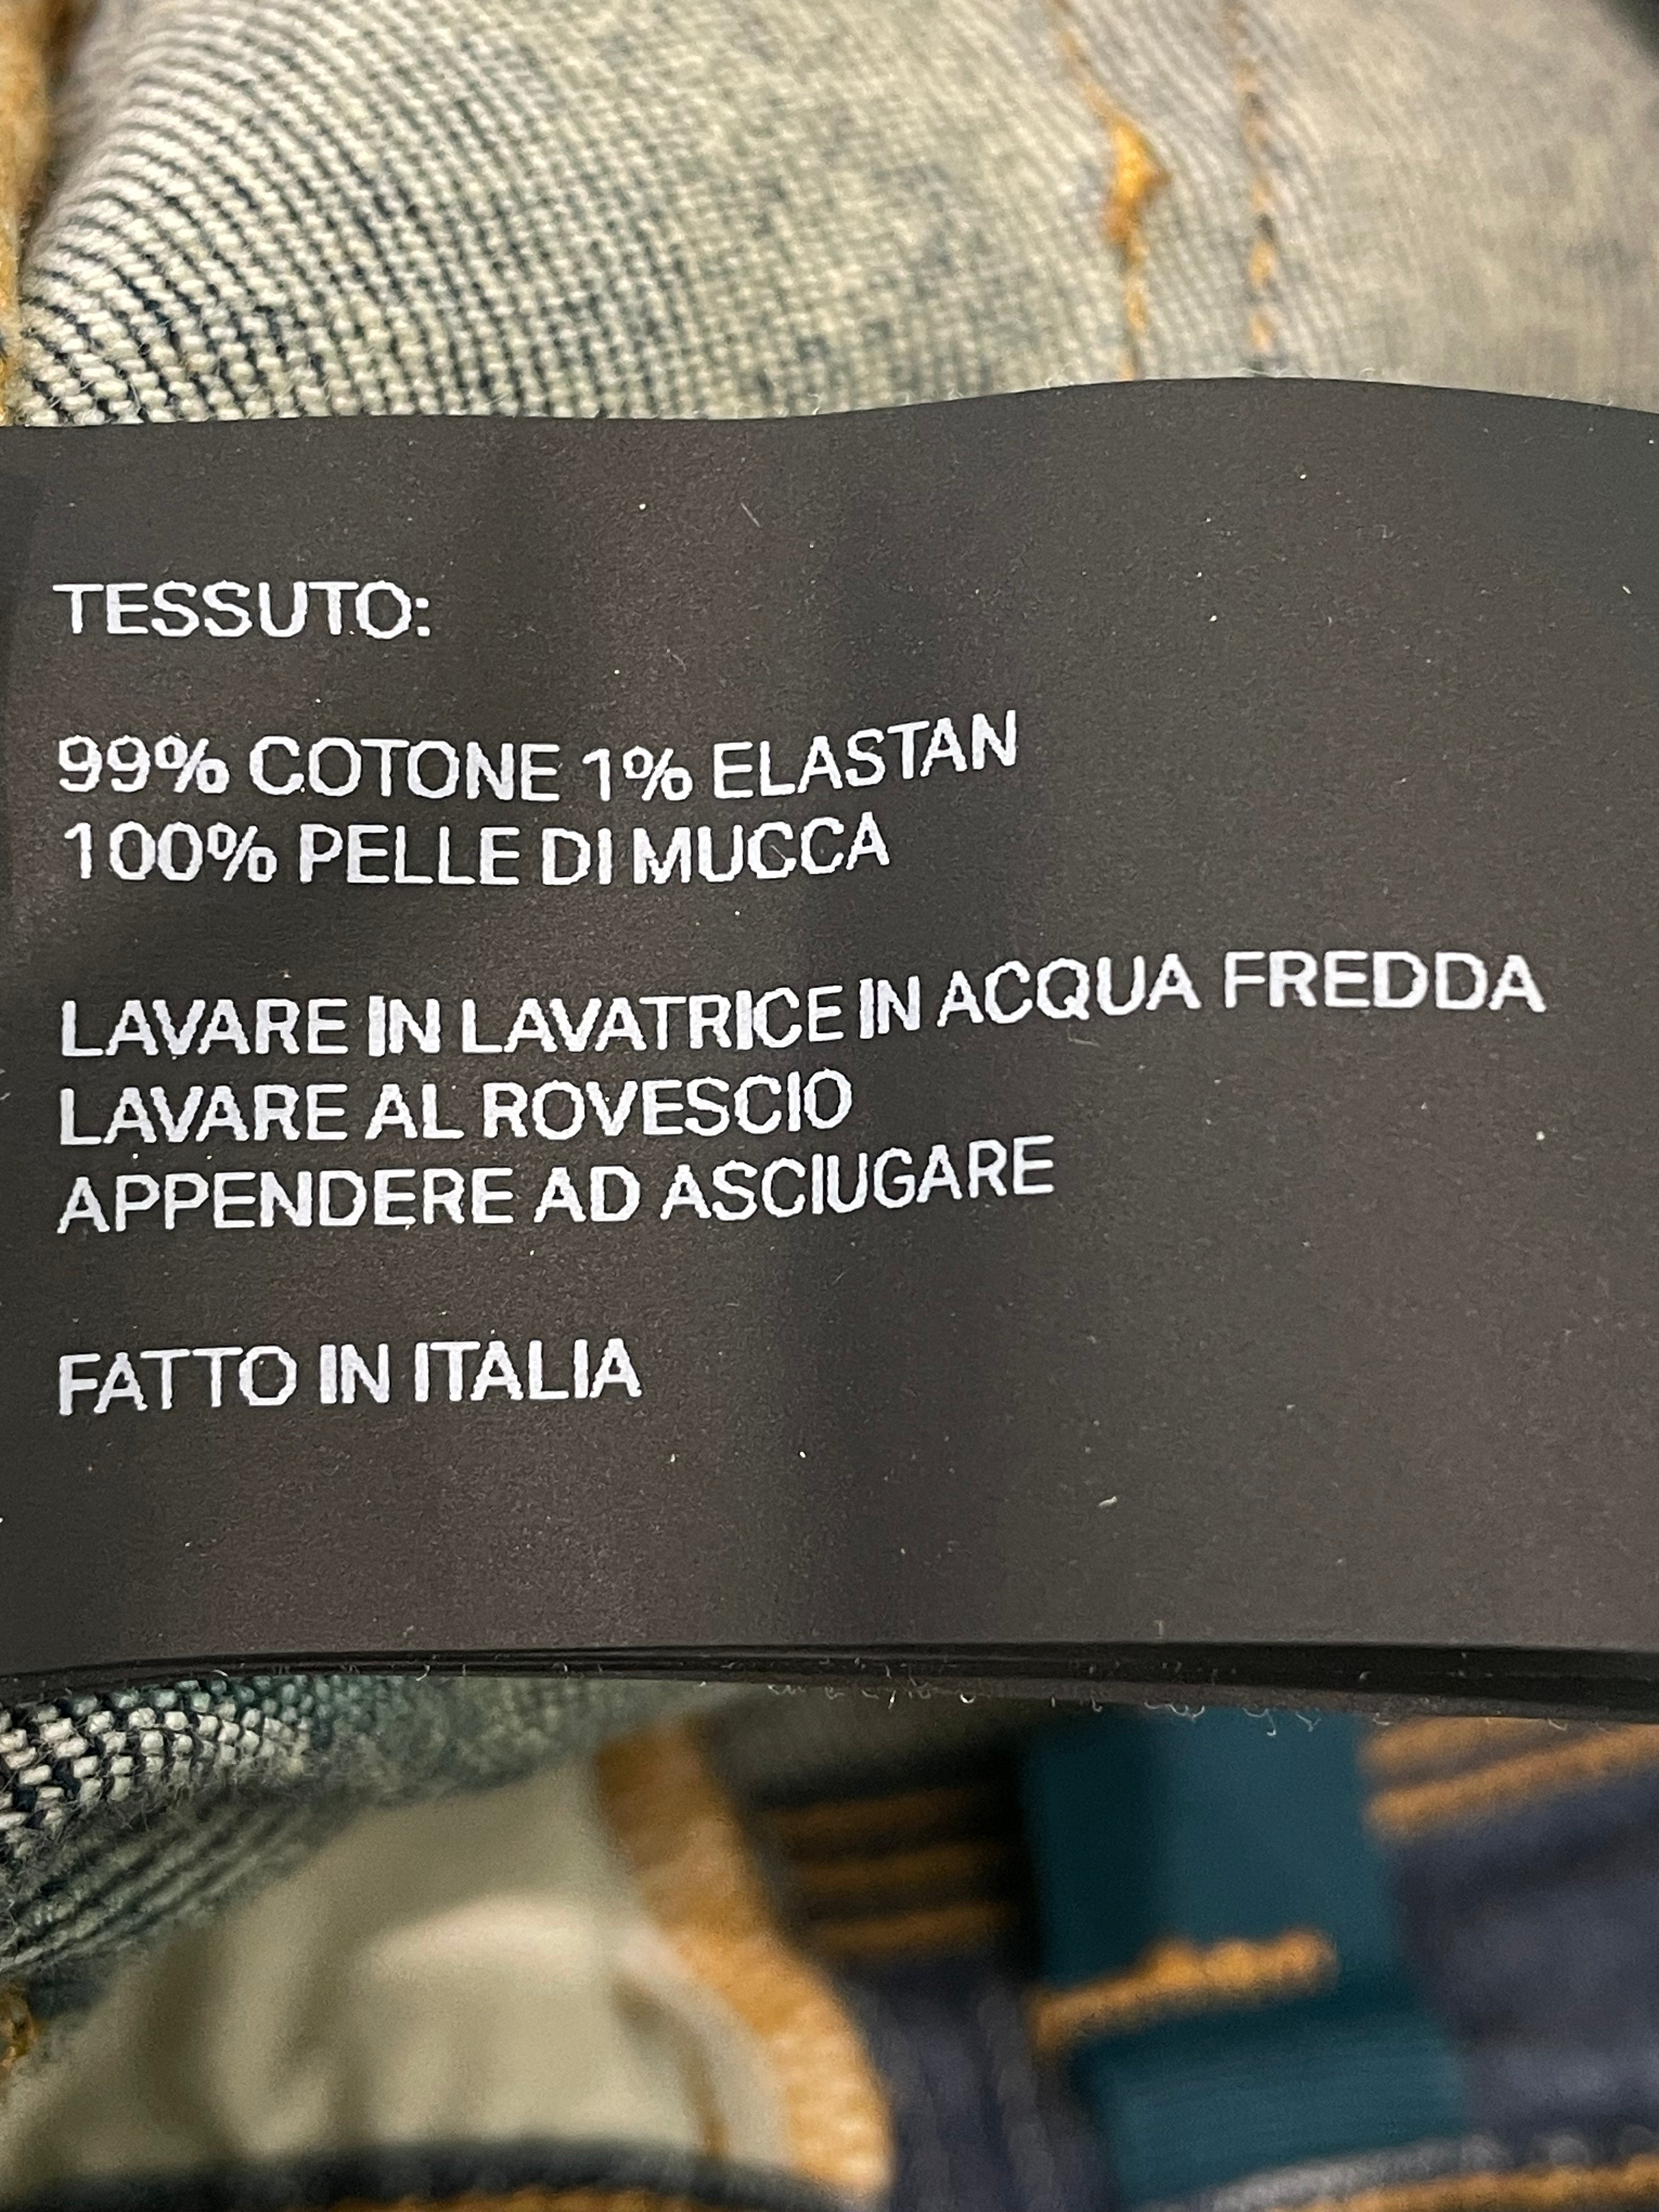 TESSUTO:
99% COTONE 1% ELASTAN
100% PELLE DI MUCCA
LAVARE IN LAVATRICE IN ACQUA FREDDA
LAVARE AL ROVESCIO
APPENDERE AD ASCIUGARE
FATTO IN ITALIA